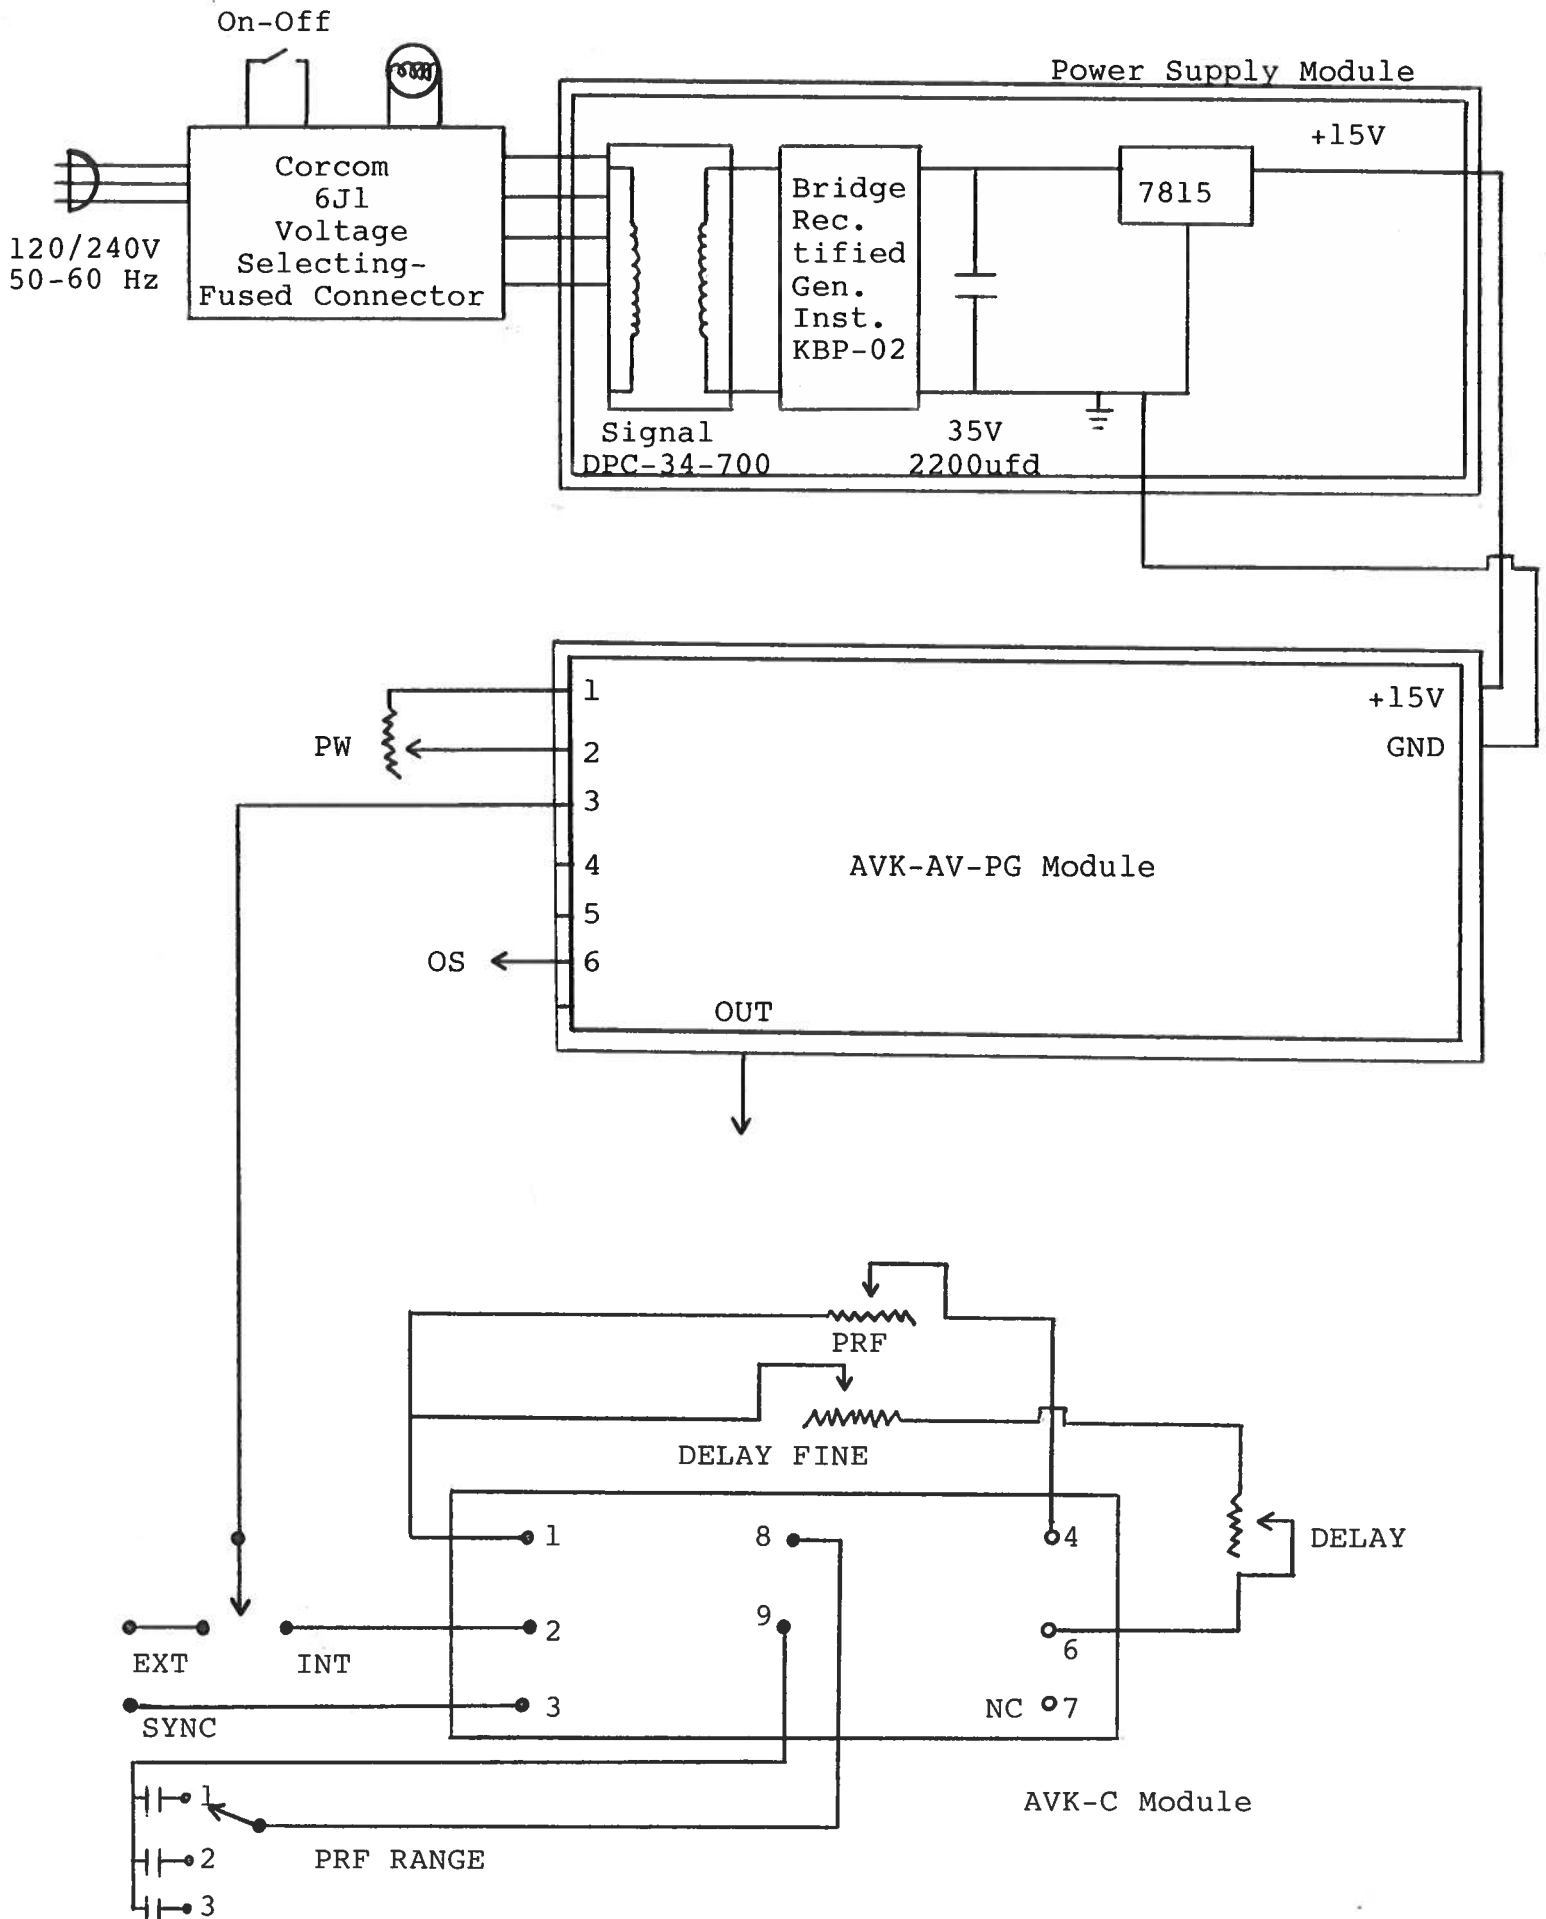 On-Off
Power Supply Module
+15V
Corcom
6J1
Voltage
Selecting-
Fused Connector
120/240V
50-60 Hz
Bridge
Rec.
tified
Gen.
Inst.
KBP-02
7815
Signal
DPC-34-700
35V
2200ufd
1
+15V
PW
2
GND
3
4
AVK-AV-PG Module
5
OS
6
OUT
PRF
DELAY FINE
1
8
4
DELAY
2
9
6
EXT
INT
3
NC
7
SYNC
1
AVK-C Module
2
PRF RANGE
3